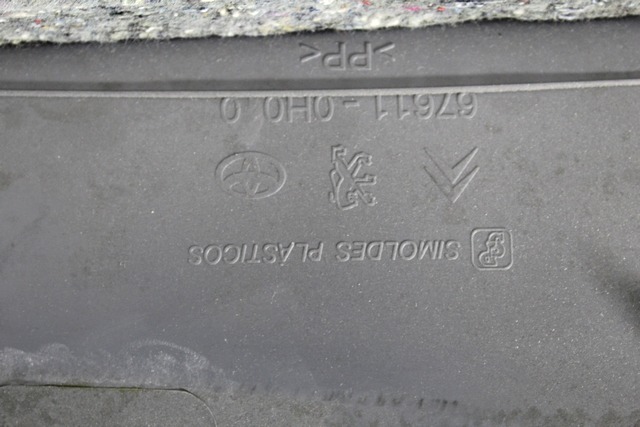 SIMOLDES PLASTICOS
67611-0H010
>PP<